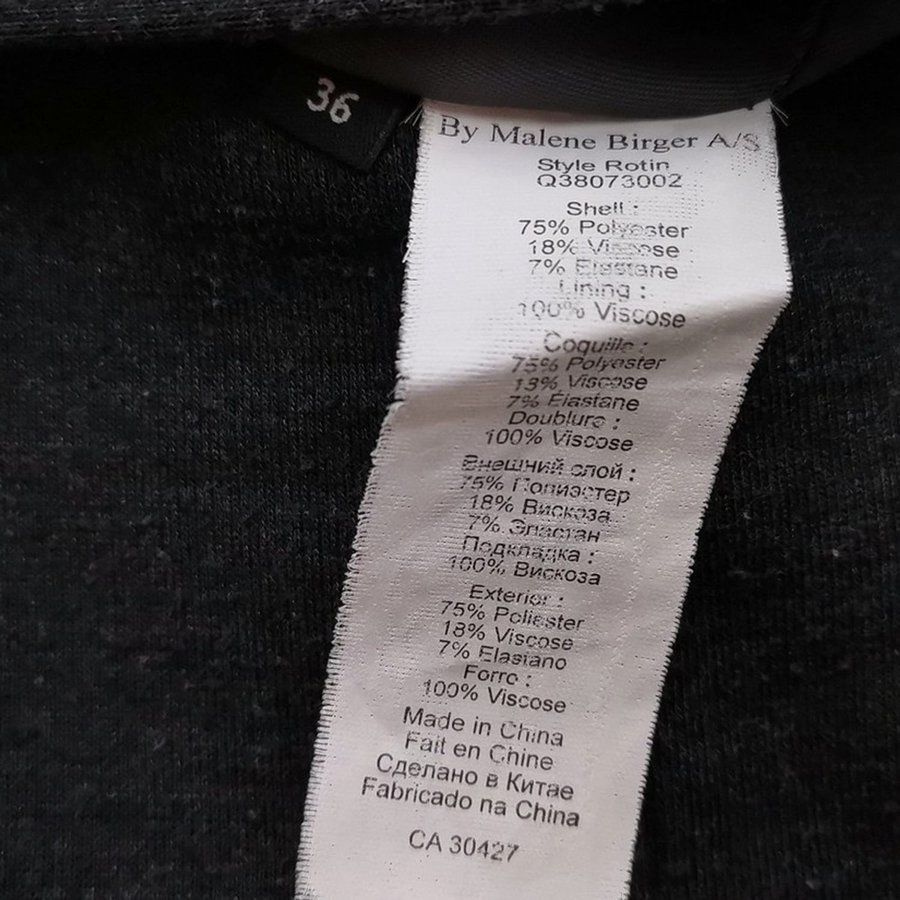 36
By Malene Birger A/S
Style Rotin
Q38073002
Shell :
75% Polyester
18% Viscose
7% Elastane
Lining :
100% Viscose
Coquille :
75% Polyester
18% Viscose
7% Élastane
Doublure :
100% Viscose
Внешний слой :
75% Полиэстер
18% Вискоза
7% Эластан
Подкладка :
100% Вискоза
Exterior :
75% Poliester
18% Viscose
7% Elastano
Forro :
100% Viscose
Made in China
Fait en Chine
Сделано в Китае
Fabricado na China
CA 30427